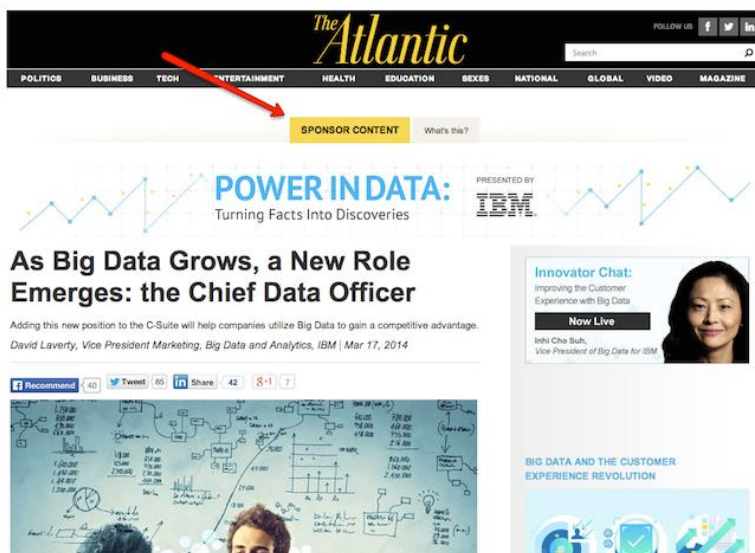 The Atlantic
FOLLOW US
Search
POLITICS BUSINESS TECH ENTERTAINMENT HEALTH EDUCATION SEXES NATIONAL GLOBAL VIDEO MAGAZINE
SPONSOR CONTENT What's this?
POWER IN DATA:
Turning Facts Into Discoveries
PRESENTED BY
IBM
As Big Data Grows, a New Role
Emerges: the Chief Data Officer
Adding this new position to the C-Suite will help companies utilize Big Data to gain a competitive advantage.
David Laverty, Vice President Marketing, Big Data and Analytics, IBM | Mar 17, 2014
Recommend 40 Tweet 85 in Share 42 g+1 7
Innovator Chat:
Improving the Customer
Experience with Big Data
Now Live
Inhi Cho Suh,
Vice President of Big Data for IBM
BIG DATA AND THE CUSTOMER
EXPERIENCE REVOLUTION